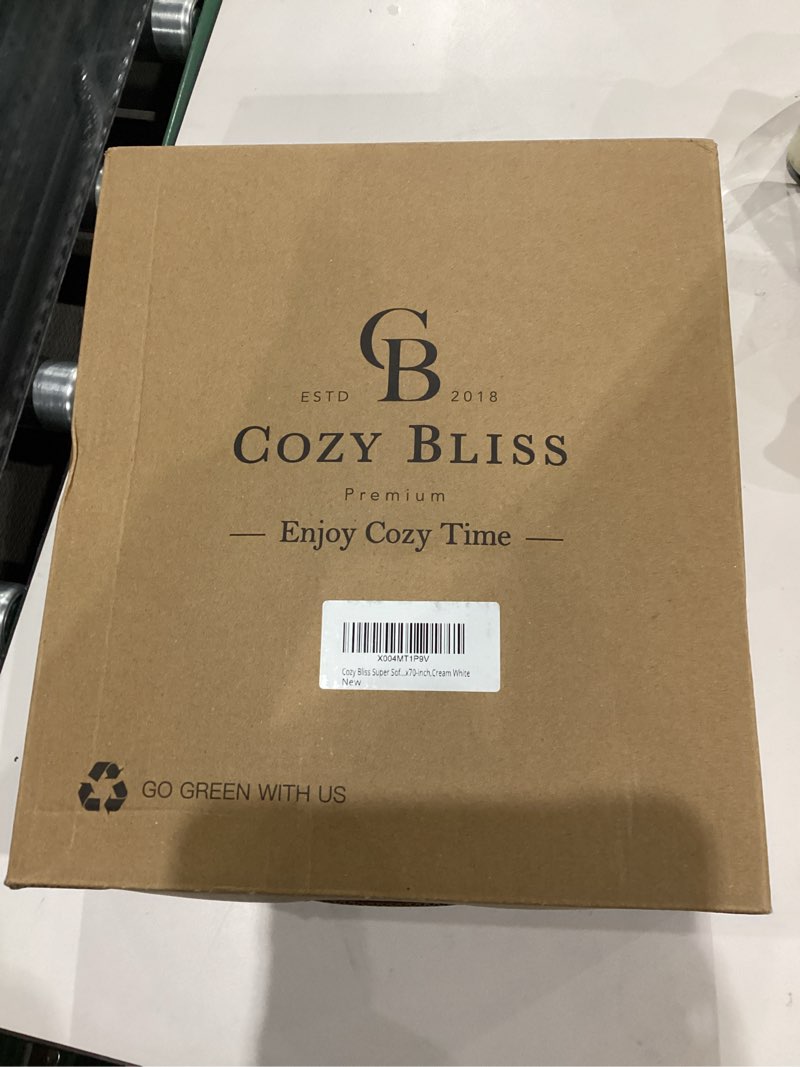 CB
ESTD 2018
COZY BLISS
Premium
Enjoy Cozy Time
X004MT1P9V
Cozy Bliss Super Sof...x70-inch,Cream White
New
GO GREEN WITH US